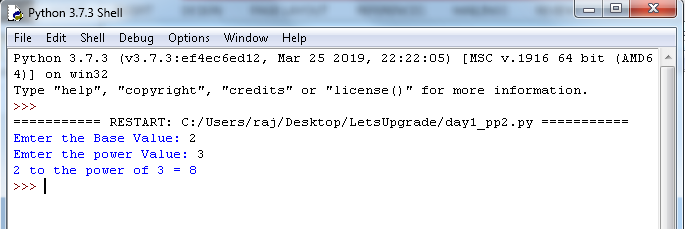 Python 3.7.3 Shell
File Edit Shell Debug Options Window Help
Python 3.7.3 (v3.7.3:ef4ec6ed12, Mar 25 2019, 22:22:05) [MSC v.1916 64 bit (AMD6
4)] on win32
Type "help", "copyright", "credits" or "license()" for more information.
>>>
=========== RESTART: C:/Users/raj/Desktop/LetsUpgrade/day1_pp2.py ===========
Emter the Base Value: 2
Emter the power Value: 3
2 to the power of 3 = 8
>>>